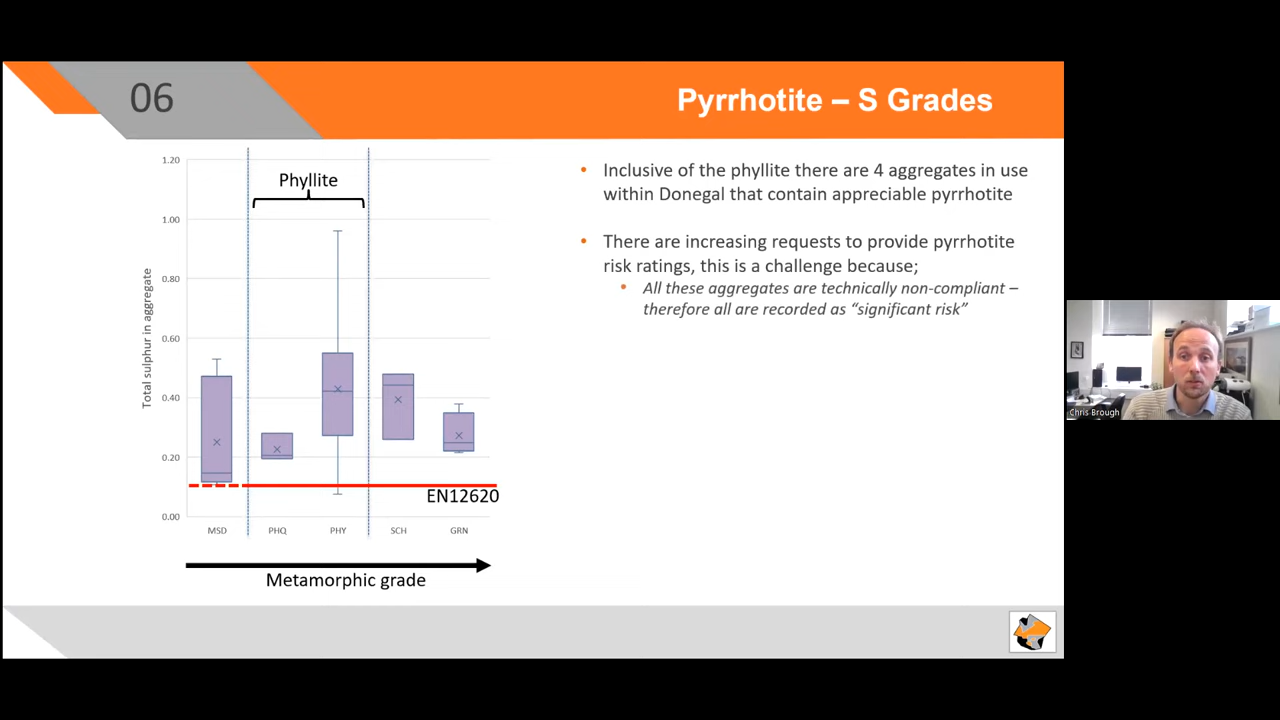 06
Pyrrhotite – S Grades
1.20
1.00
0.80
0.60
0.40
0.20
0.00
Total sulphur in aggregate
Phyllite
EN12620
MSD
PHQ
PHY
SCH
GRN
Metamorphic grade
• Inclusive of the phyllite there are 4 aggregates in use
within Donegal that contain appreciable pyrrhotite
• There are increasing requests to provide pyrrhotite
risk ratings, this is a challenge because;
• All these aggregates are technically non-compliant –
therefore all are recorded as “significant risk”
Chris Brough